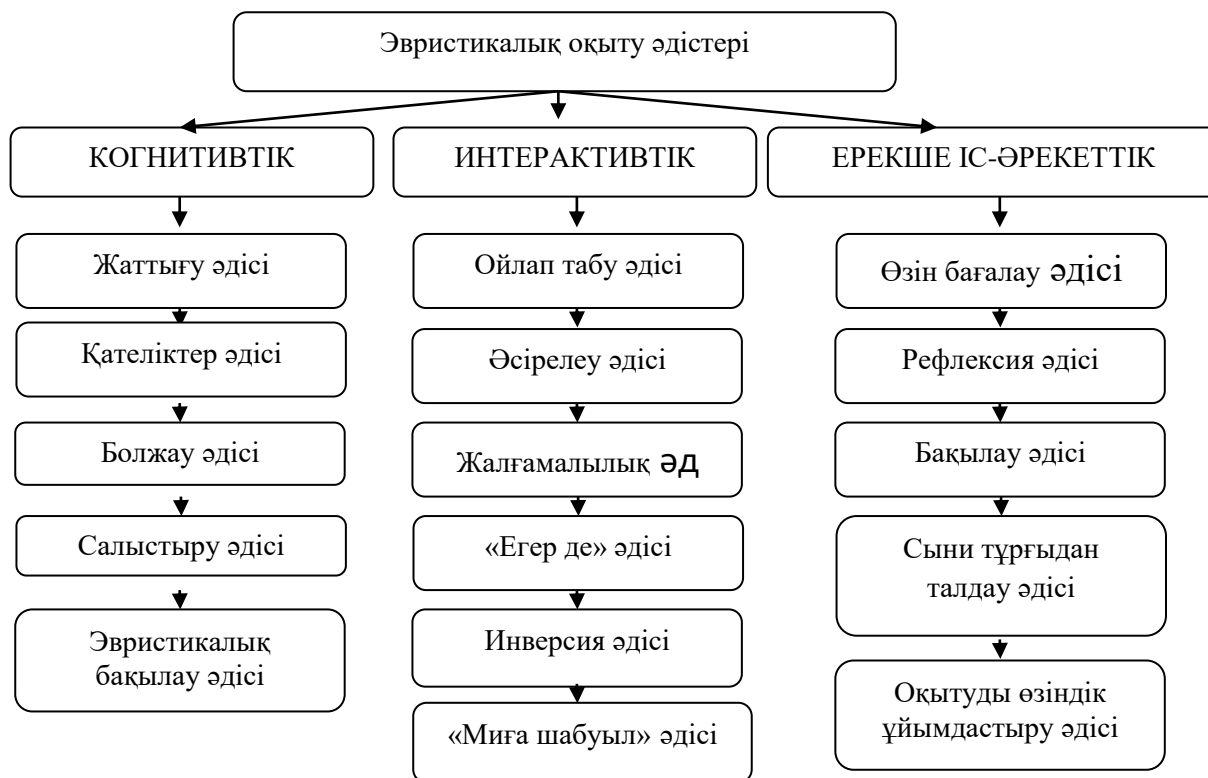 Эвристикалық оқыту әдістері
КОГНИТИВТІК
Жаттығу әдісі
Қателіктер әдісі
Болжау әдісі
Салыстыру әдісі
Эвристикалық
бақылау әдісі
ИНТЕРАКТИВТІК
Ойлап табу әдісі
Әсірелеу әдісі
Жалғамалылық әд
«Егер де» әдісі
Инверсия әдісі
«Миға шабуыл» әдісі
ЕРЕКШЕ ІС-ӘРЕКЕТТІК
Өзін бағалау әдісі
Рефлексия әдісі
Бақылау әдісі
Сыни тұрғыдан
талдау әдісі
Оқытуды өзіндік
ұйымдастыру әдісі